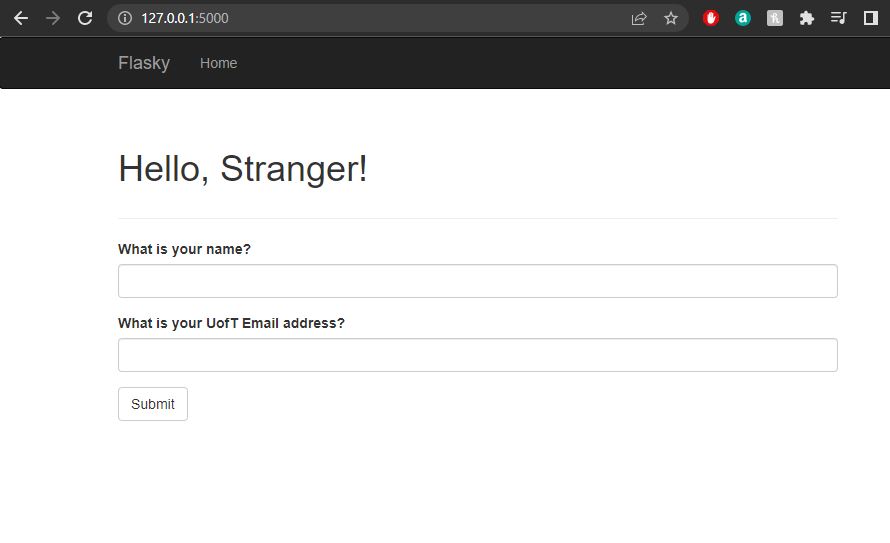 127.0.0.1:5000
Flasky Home
Hello, Stranger!
What is your name?
What is your UofT Email address?
Submit